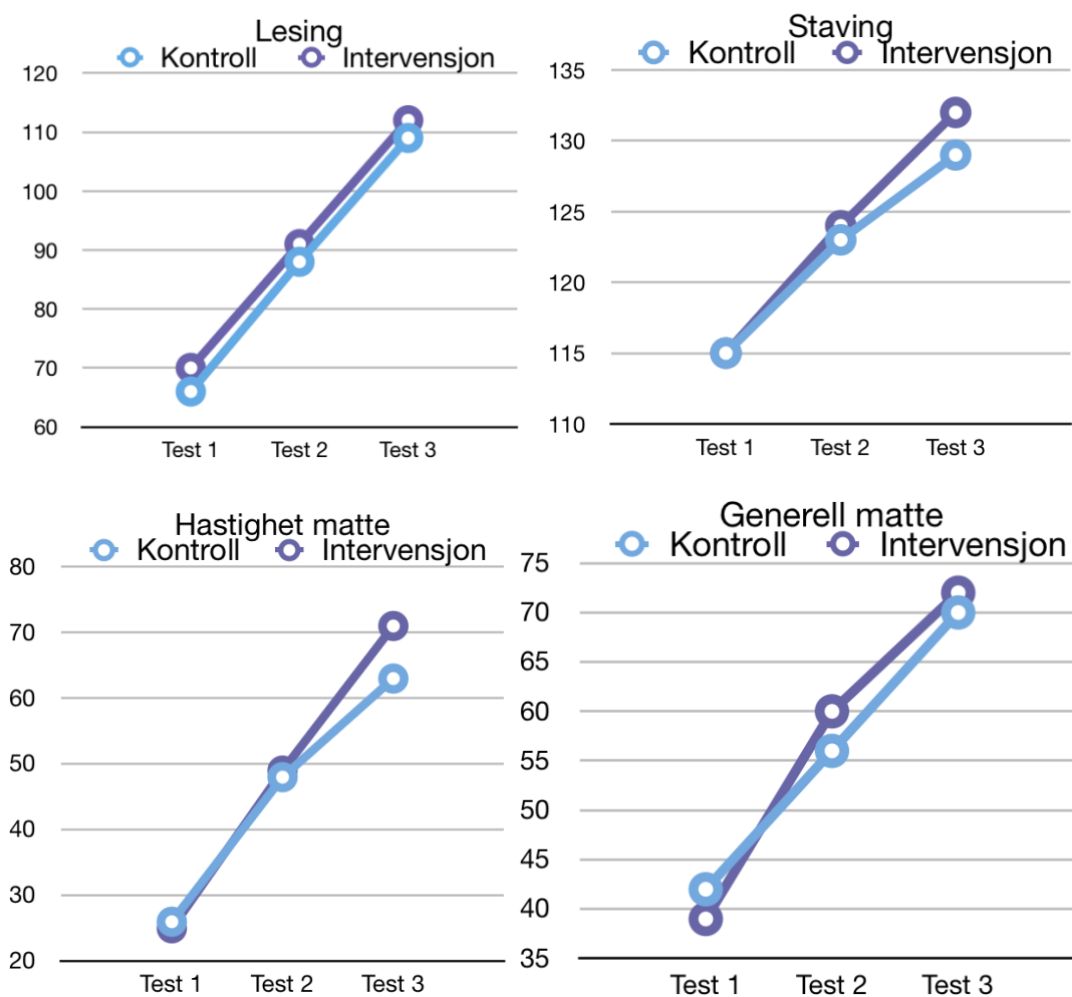 Lesing
Kontroll Intervensjon
120
110
100
90
80
70
60
Test 1 Test 2 Test 3
Staving
Kontroll Intervensjon
135
130
125
120
115
110
Test 1 Test 2 Test 3
Hastighet matte
Kontroll Intervensjon
80
70
60
50
40
30
20
Test 1 Test 2 Test 3
Generell matte
Kontroll Intervensjon
75
70
65
60
55
50
45
40
35
Test 1 Test 2 Test 3